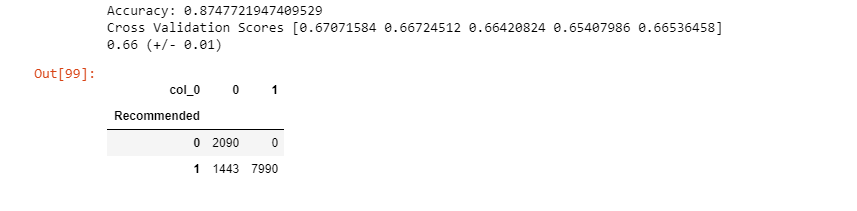 Accuracy: 0.8747721947409529
Cross Validation Scores [0.67071584 0.66724512 0.66420824 0.65407986 0.66536458]
0.66 (+/- 0.01)
Out[99]:
col_0 0 1
Recommended
0 2090 0
1 1443 7990